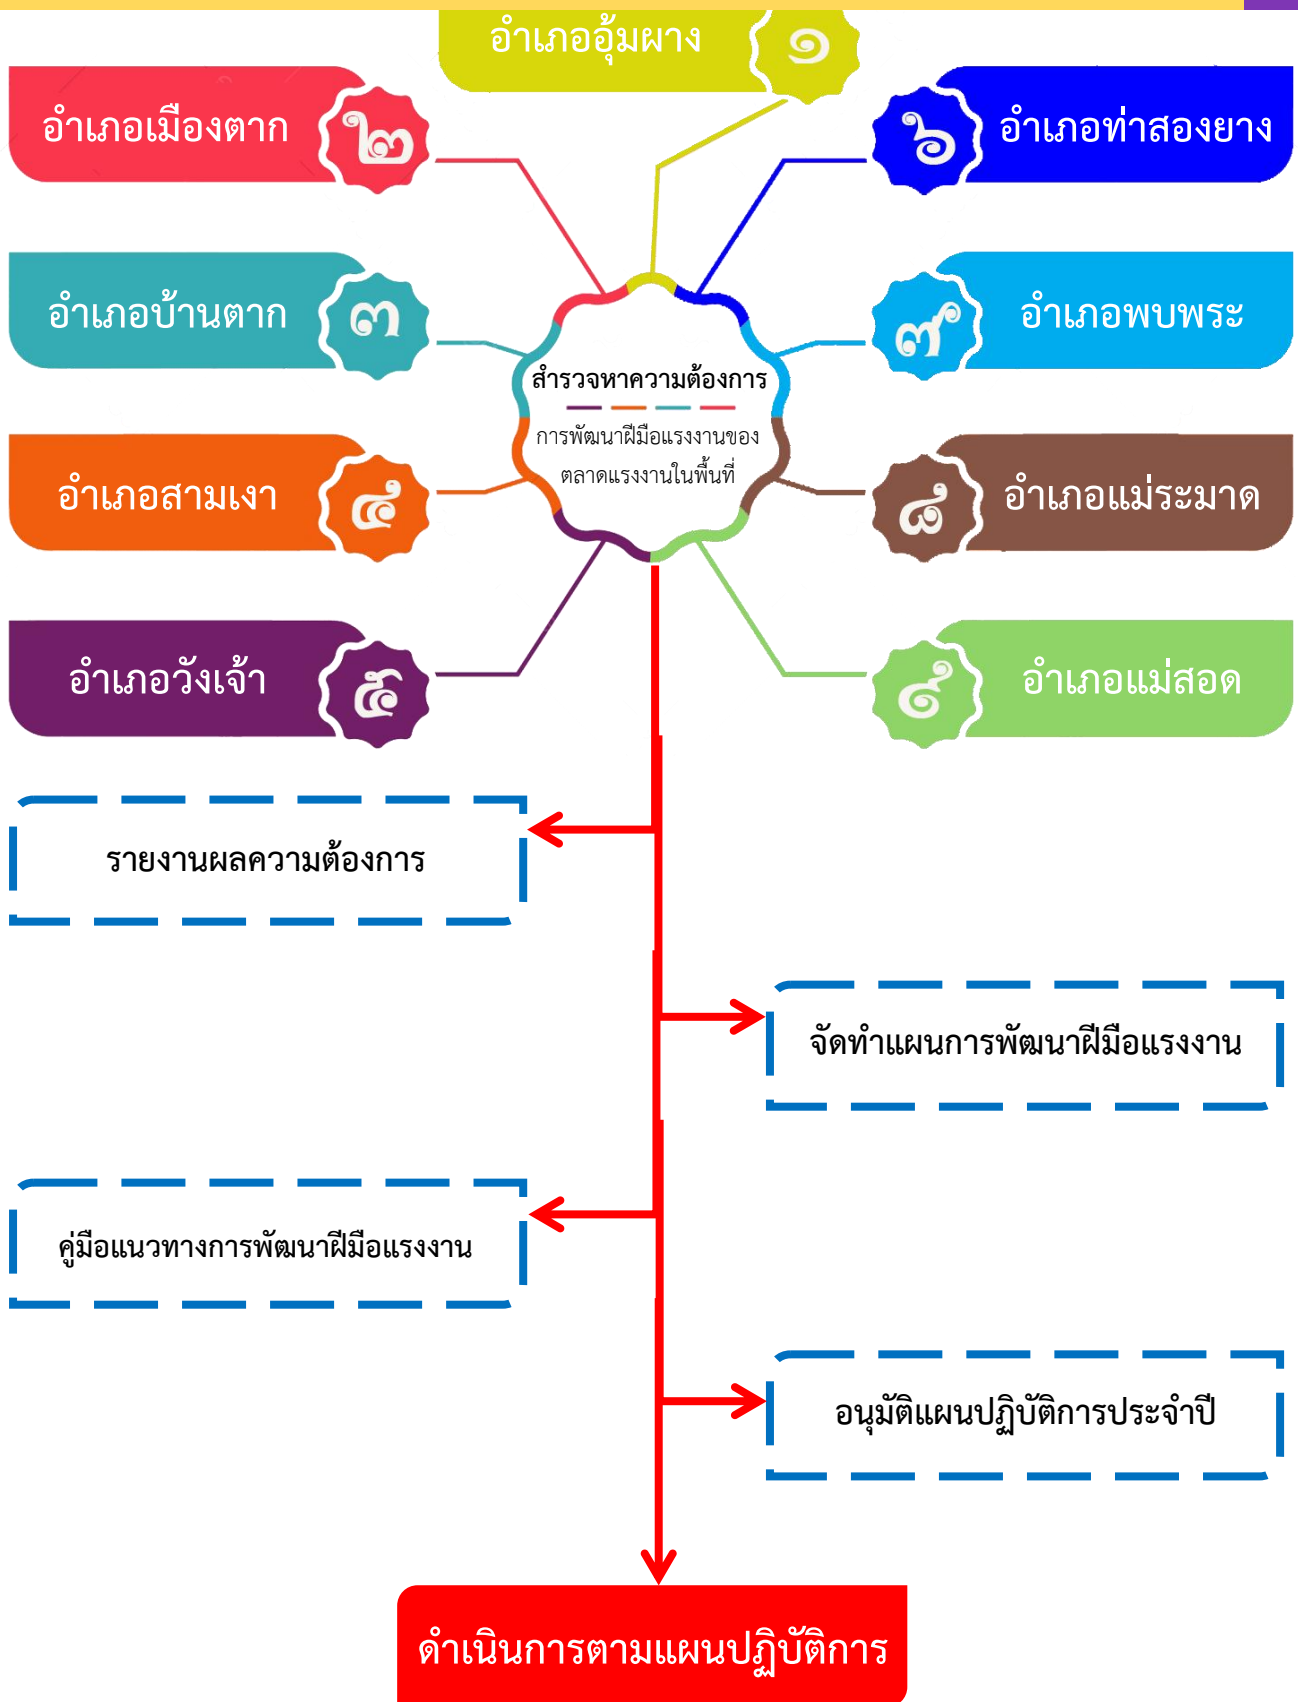 อำเภออุ้มผาง ๑
อำเภอเมืองตาก ๒
อำเภอบ้านตาก ๓
อำเภอสามเงา ๔
อำเภอวังเจ้า ๕
๖ อำเภอท่าสองยาง
๗ อำเภอพบพระ
๘ อำเภอแม่ระมาด
๙ อำเภอแม่สอด
สำรวจหาความต้องการ
การพัฒนาฝีมือแรงงานของ
ตลาดแรงงานในพื้นที่
รายงานผลความต้องการ
จัดทำแผนการพัฒนาฝีมือแรงงาน
คู่มือแนวทางการพัฒนาฝีมือแรงงาน
อนุมัติแผนปฏิบัติการประจำปี
ดำเนินการตามแผนปฏิบัติการ